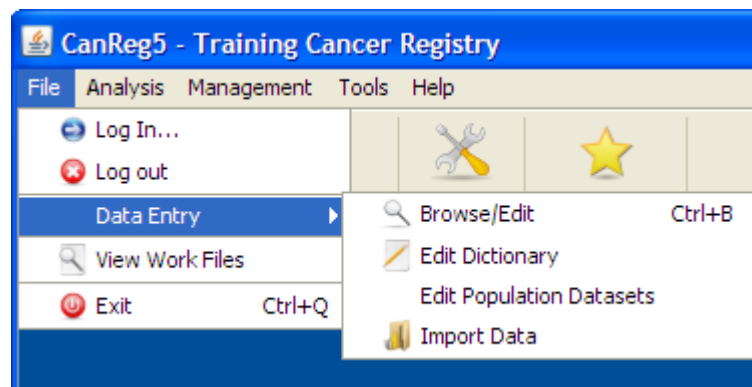 CanReg5 - Training Cancer Registry
File Analysis Management Tools Help
Log In...
Log out
Data Entry
View Work Files
Exit Ctrl+Q
Browse/Edit Ctrl+B
Edit Dictionary
Edit Population Datasets
Import Data